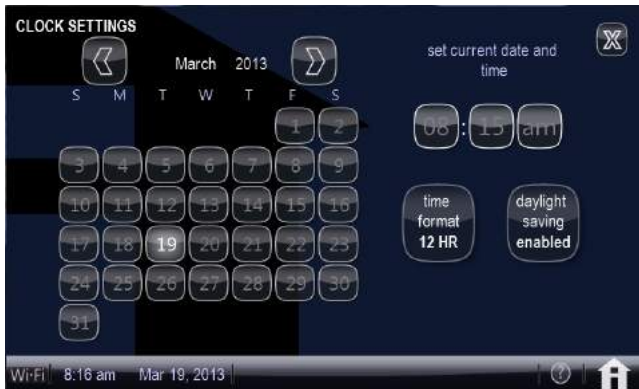 CLOCK SETTINGS
March 2013
S M T W T F S
1 2
3 4 5 6 7 8 9
10 11 12 13 14 15 16
17 18 19 20 21 22 23
24 25 26 27 28 29 30
31
set current date and
time
08 : 15 am
time
format
12 HR
daylight
saving
enabled
Wi-Fi 8:16 am Mar 19, 2013 ?